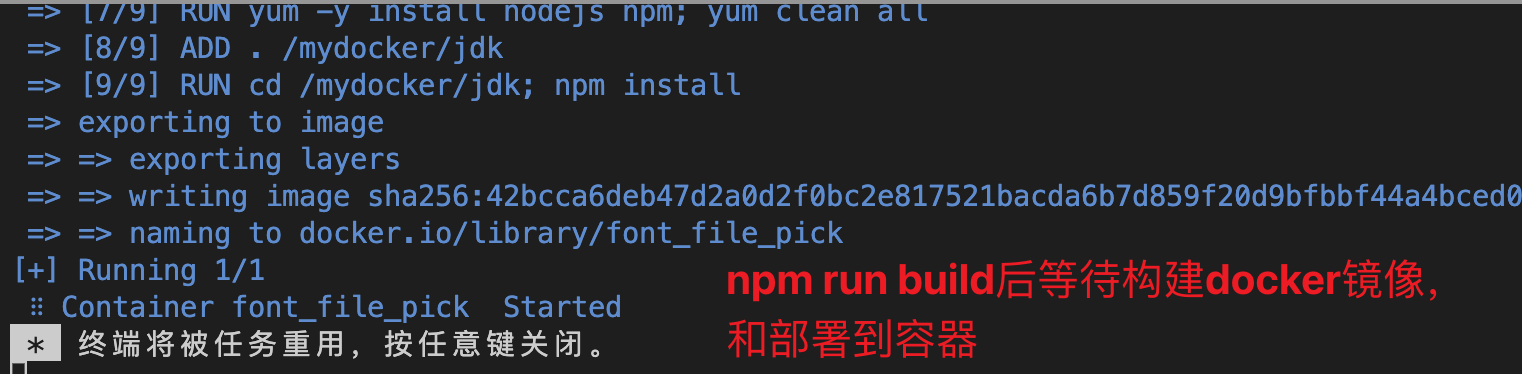 => [7/9] RUN yum -y install nodejs npm; yum clean all
=> [8/9] ADD . /mydocker/jdk
=> [9/9] RUN cd /mydocker/jdk; npm install
=> exporting to image
=> => exporting layers
=> => writing image sha256:42bcca6deb47d2a0d2f0bc2e817521bacda6b7d859f20d9bfbbf44a4bced0
=> => naming to docker.io/library/font_file_pick
[+] Running 1/1
⠿ Container font_file_pick Started
* 终端将被任务重用，按任意键关闭。
npm run build后等待构建docker镜像，
和部署到容器